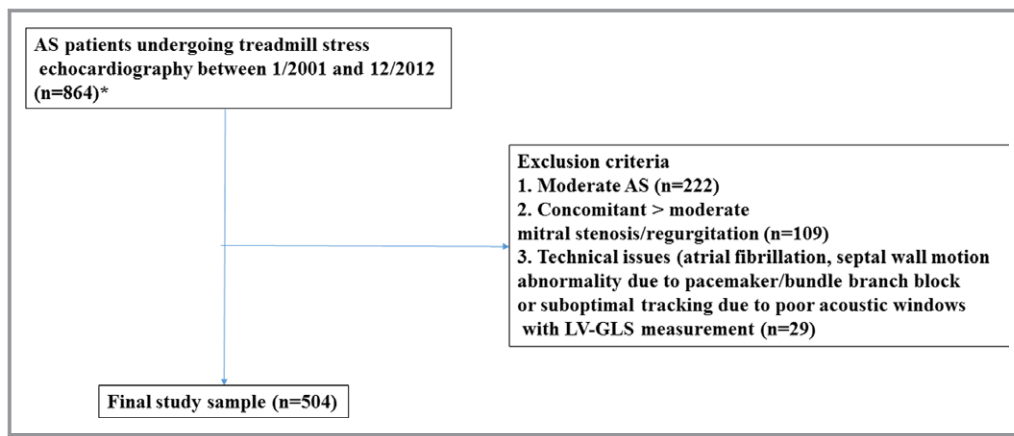 AS patients undergoing treadmill stress
echocardiography between 1/2001 and 12/2012
(n=864)*
Exclusion criteria
1. Moderate AS (n=222)
2. Concomitant > moderate
mitral stenosis/regurgitation (n=109)
3. Technical issues (atrial fibrillation, septal wall motion
abnormality due to pacemaker/bundle branch block
or suboptimal tracking due to poor acoustic windows
with LV-GLS measurement (n=29)
Final study sample (n=504)